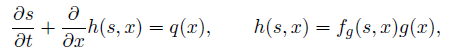 ∂s/∂t + ∂/∂x h(s, x) = q(x), h(s, x) = f_g(s, x)g(x),